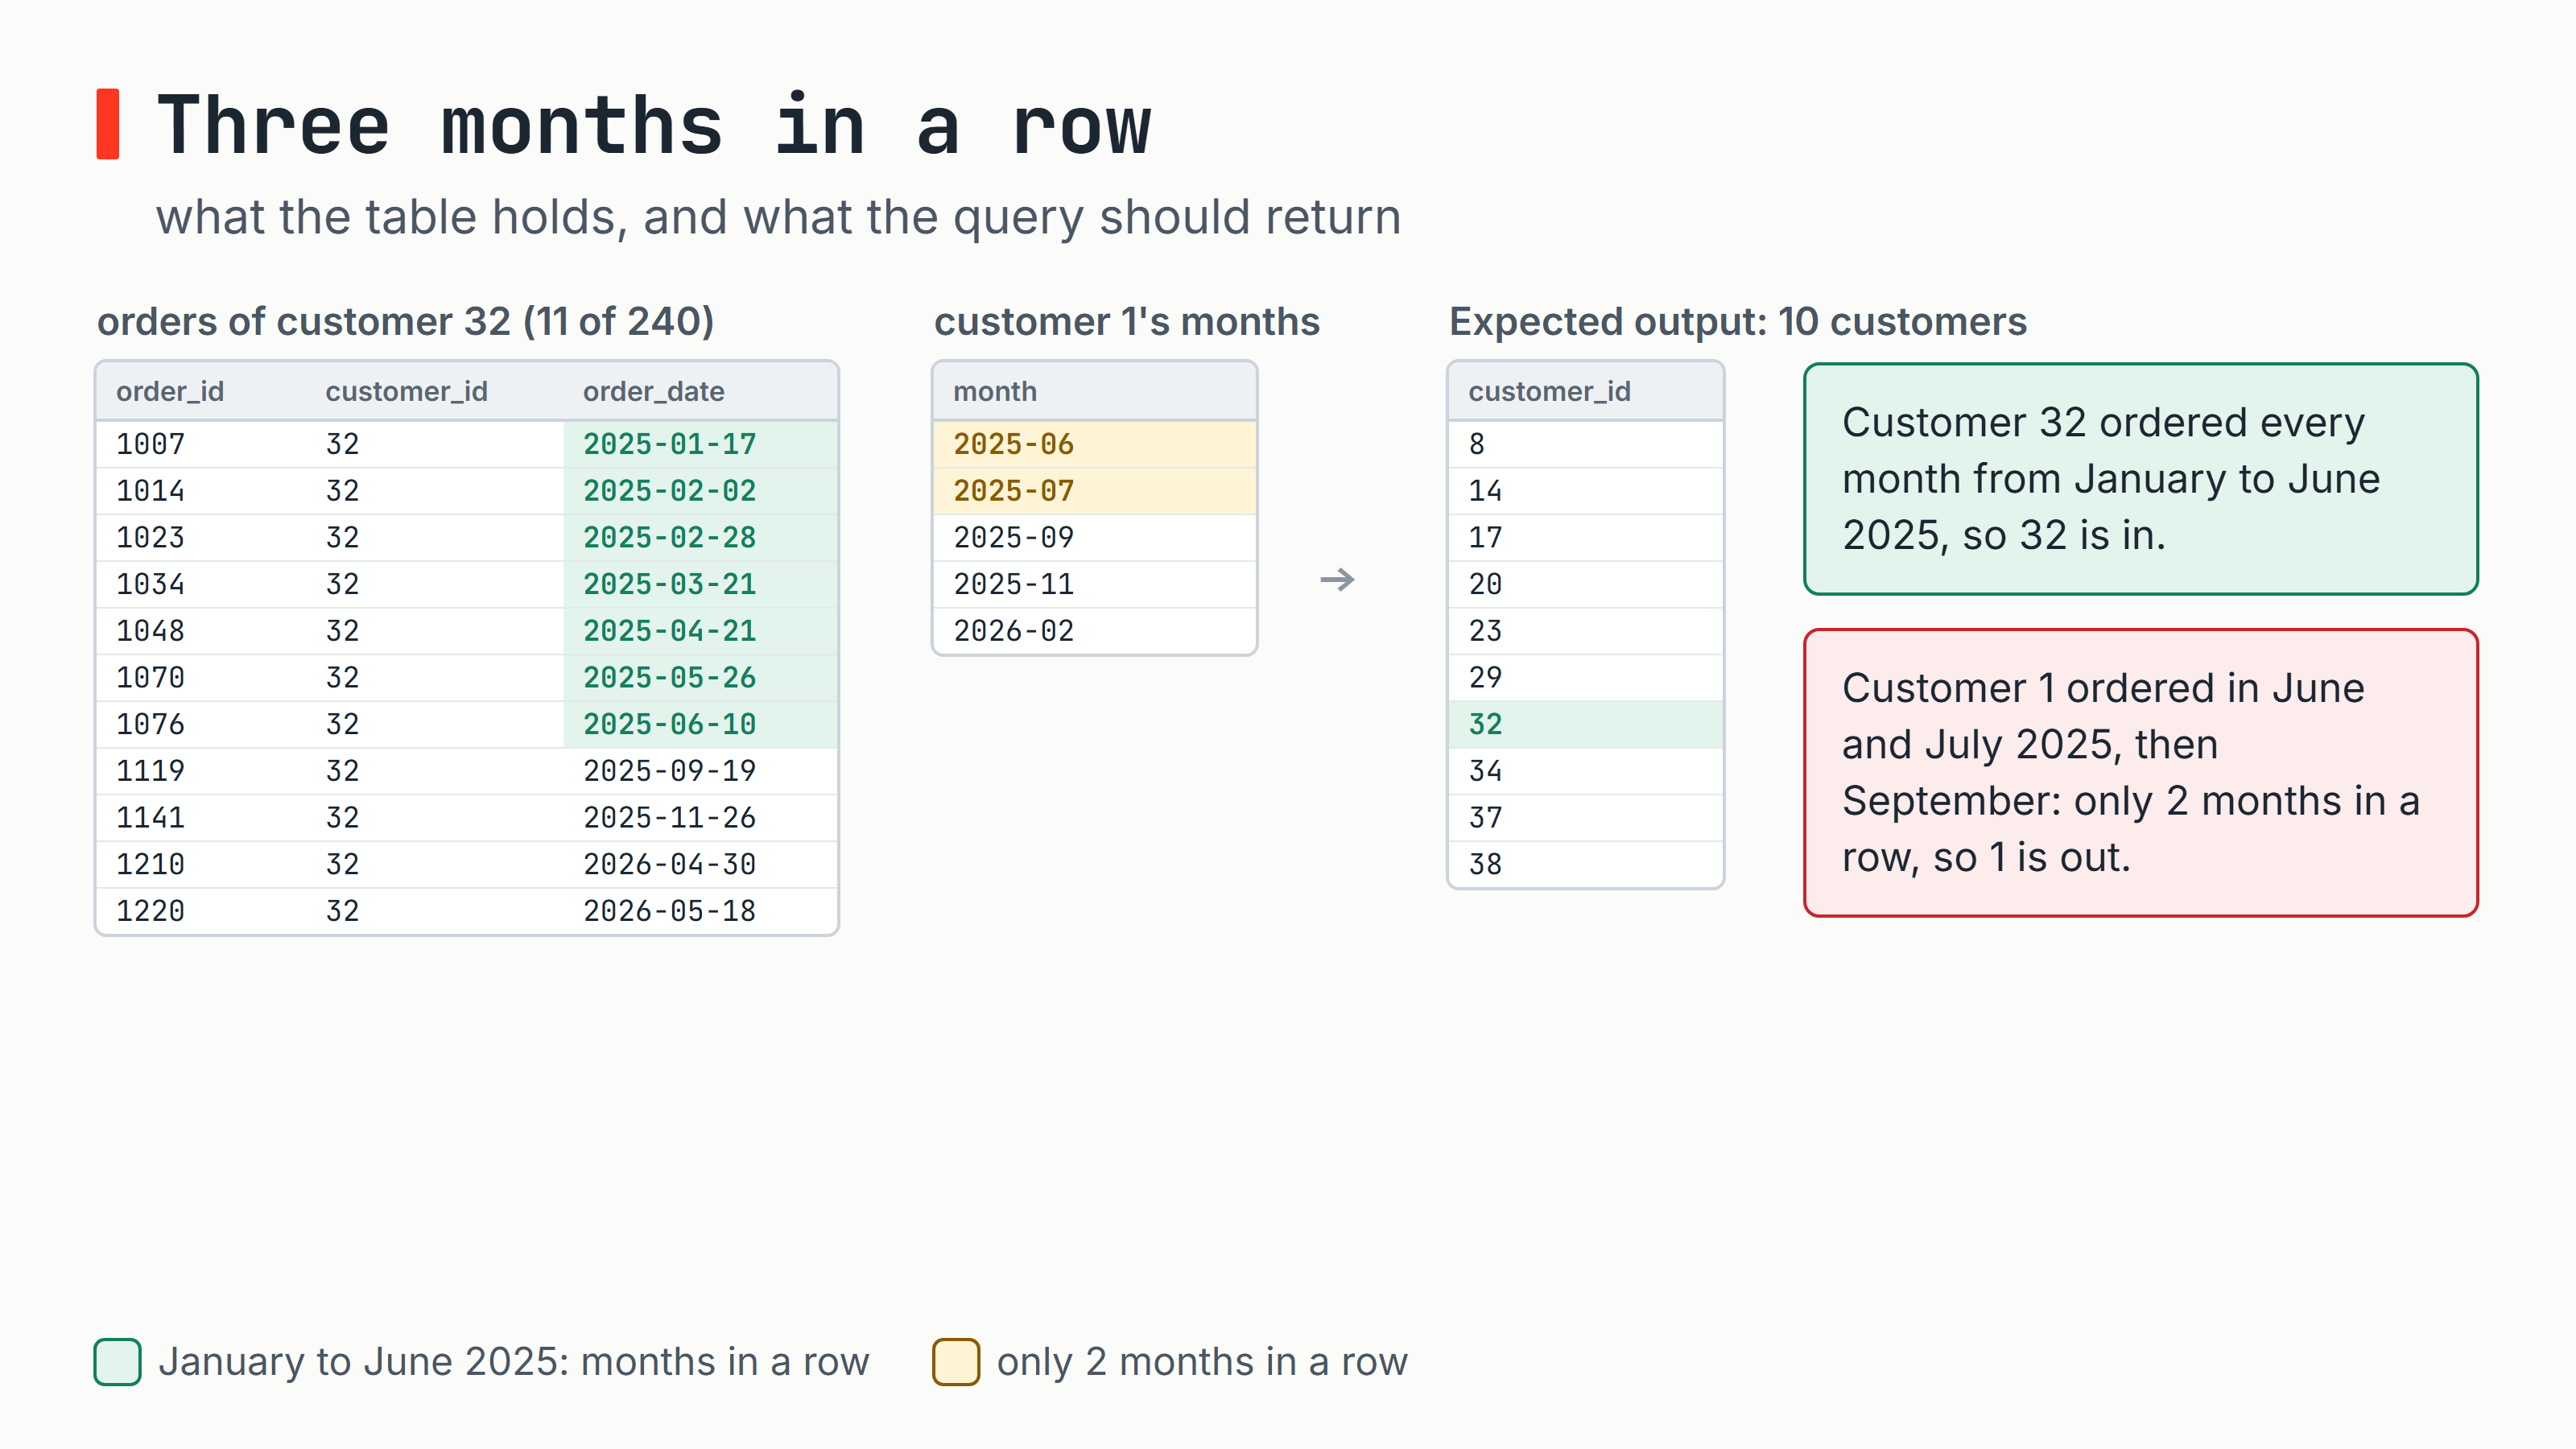 Three months in a row
what the table holds, and what the query should return
orders of customer 32 (11 of 240)
order_id customer_id order_date
1007 32 2025-01-17
1014 32 2025-02-02
1023 32 2025-02-28
1034 32 2025-03-21
1048 32 2025-04-21
1070 32 2025-05-26
1076 32 2025-06-10
1119 32 2025-09-19
1141 32 2025-11-26
1210 32 2026-04-30
1220 32 2026-05-18
customer 1's months
month
2025-06
2025-07
2025-09
2025-11
2026-02
→
Expected output: 10 customers
customer_id
8
14
17
20
23
29
32
34
37
38
Customer 32 ordered every
month from January to June
2025, so 32 is in.
Customer 1 ordered in June
and July 2025, then
September: only 2 months in a
row, so 1 is out.
January to June 2025: months in a row
only 2 months in a row